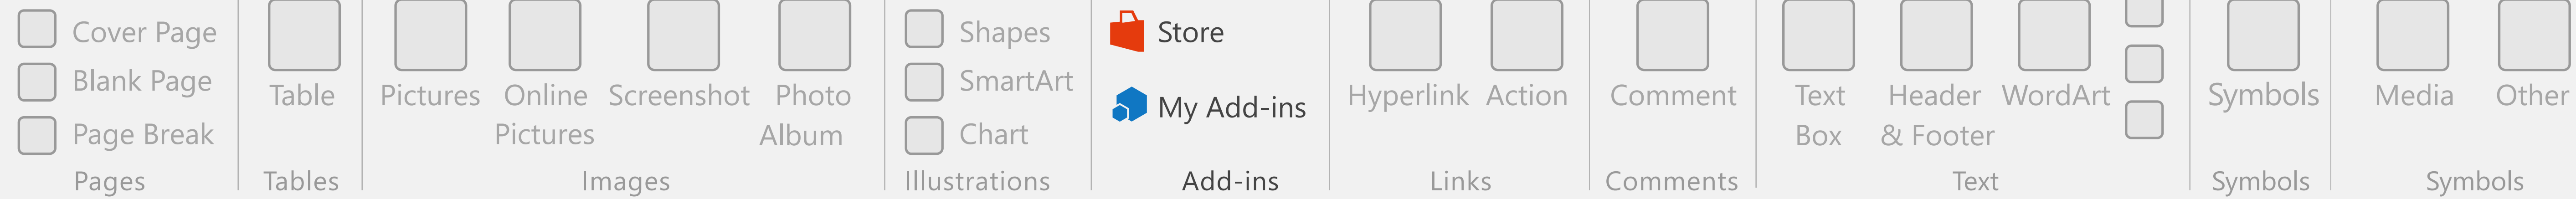 Cover Page
Blank Page
Page Break
Pages
Table
Tables
Pictures
Online
Pictures
Screenshot
Photo
Album
Images
Shapes
SmartArt
Chart
Illustrations
Store
My Add-ins
Add-ins
Hyperlink
Action
Links
Comment
Comments
Text
Box
Header
& Footer
WordArt
Text
Symbols
Symbols
Media
Other
Symbols